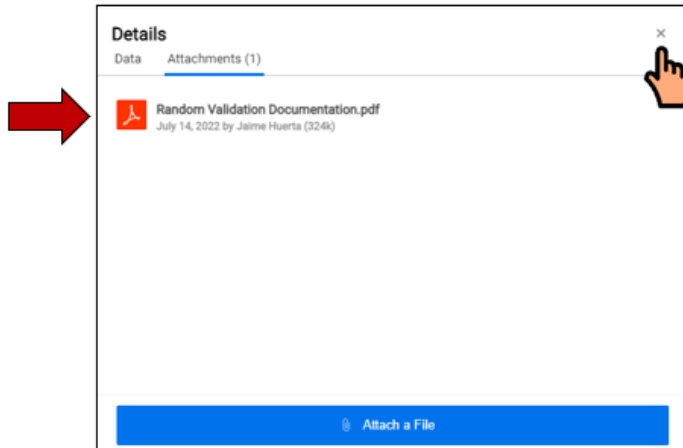 Details
Data Attachments (1)
Random Validation Documentation.pdf
July 14, 2022 by Jaime Huerta (324k)
Attach a File